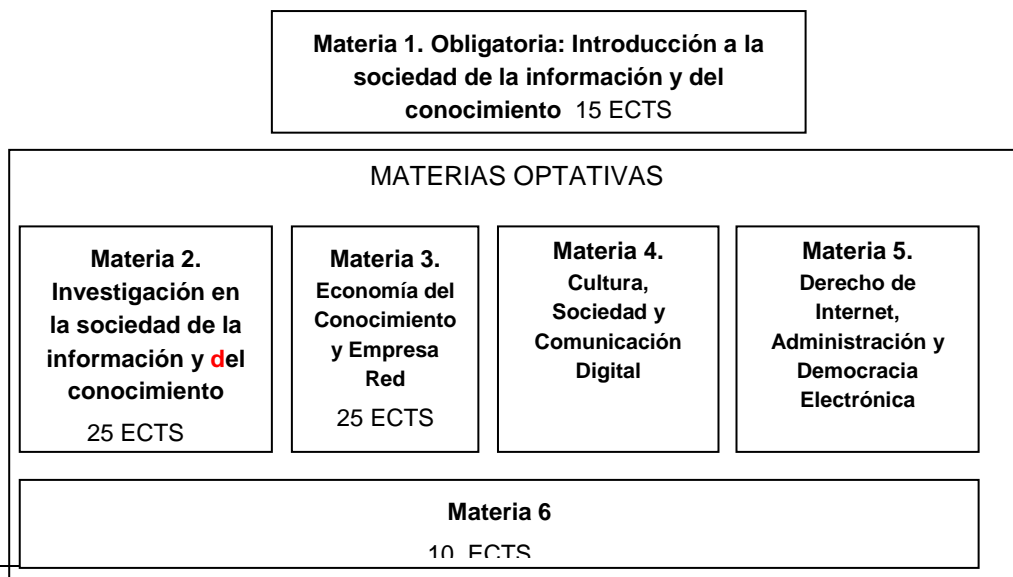 Materia 1. Obligatoria: Introducción a la
sociedad de la información y del
conocimiento 15 ECTS
MATERIAS OPTATIVAS
Materia 2.
Investigación en
la sociedad de la
información y del
conocimiento
25 ECTS
Materia 3.
Economía del
Conocimiento
y Empresa
Red
25 ECTS
Materia 4.
Cultura,
Sociedad y
Comunicación
Digital
Materia 5.
Derecho de
Internet,
Administración y
Democracia
Electrónica
Materia 6
10 ECTS